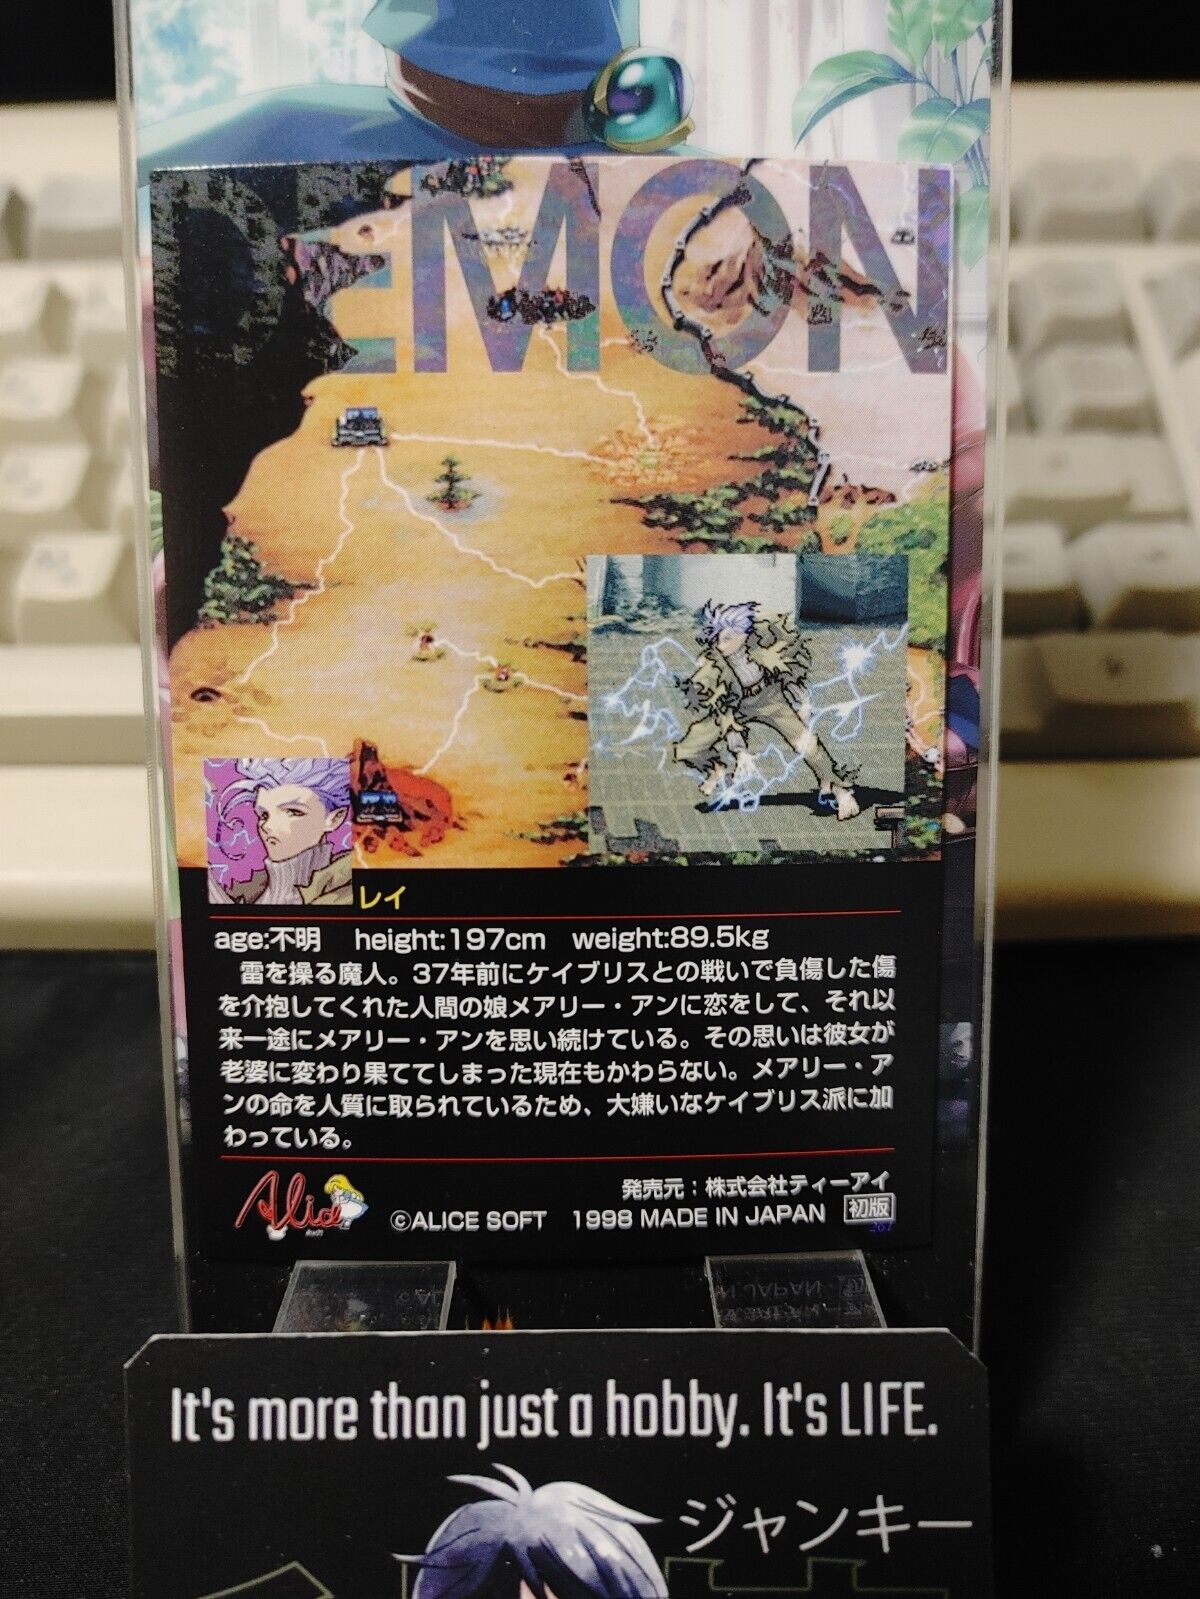 DEMON
レイ
age:不明 height:197cm weight:89.5kg
雷を操る魔人。37年前にケイブリスとの戦いで負傷した傷
を介抱してくれた人間の娘メアリー・アンに恋をして、それ以
来一途にメアリー・アンを思い続けている。その思いは彼女が
老婆に変わり果ててしまった現在もかわらない。メアリー・ア
ンの命を人質に取られているため、大嫌いなケイブリス派に加
わっている。
Alice
発売元：株式会社ティーアイ
©ALICE SOFT 1998 MADE IN JAPAN 初版
261
It's more than just a hobby. It's LIFE.
ジャンキー